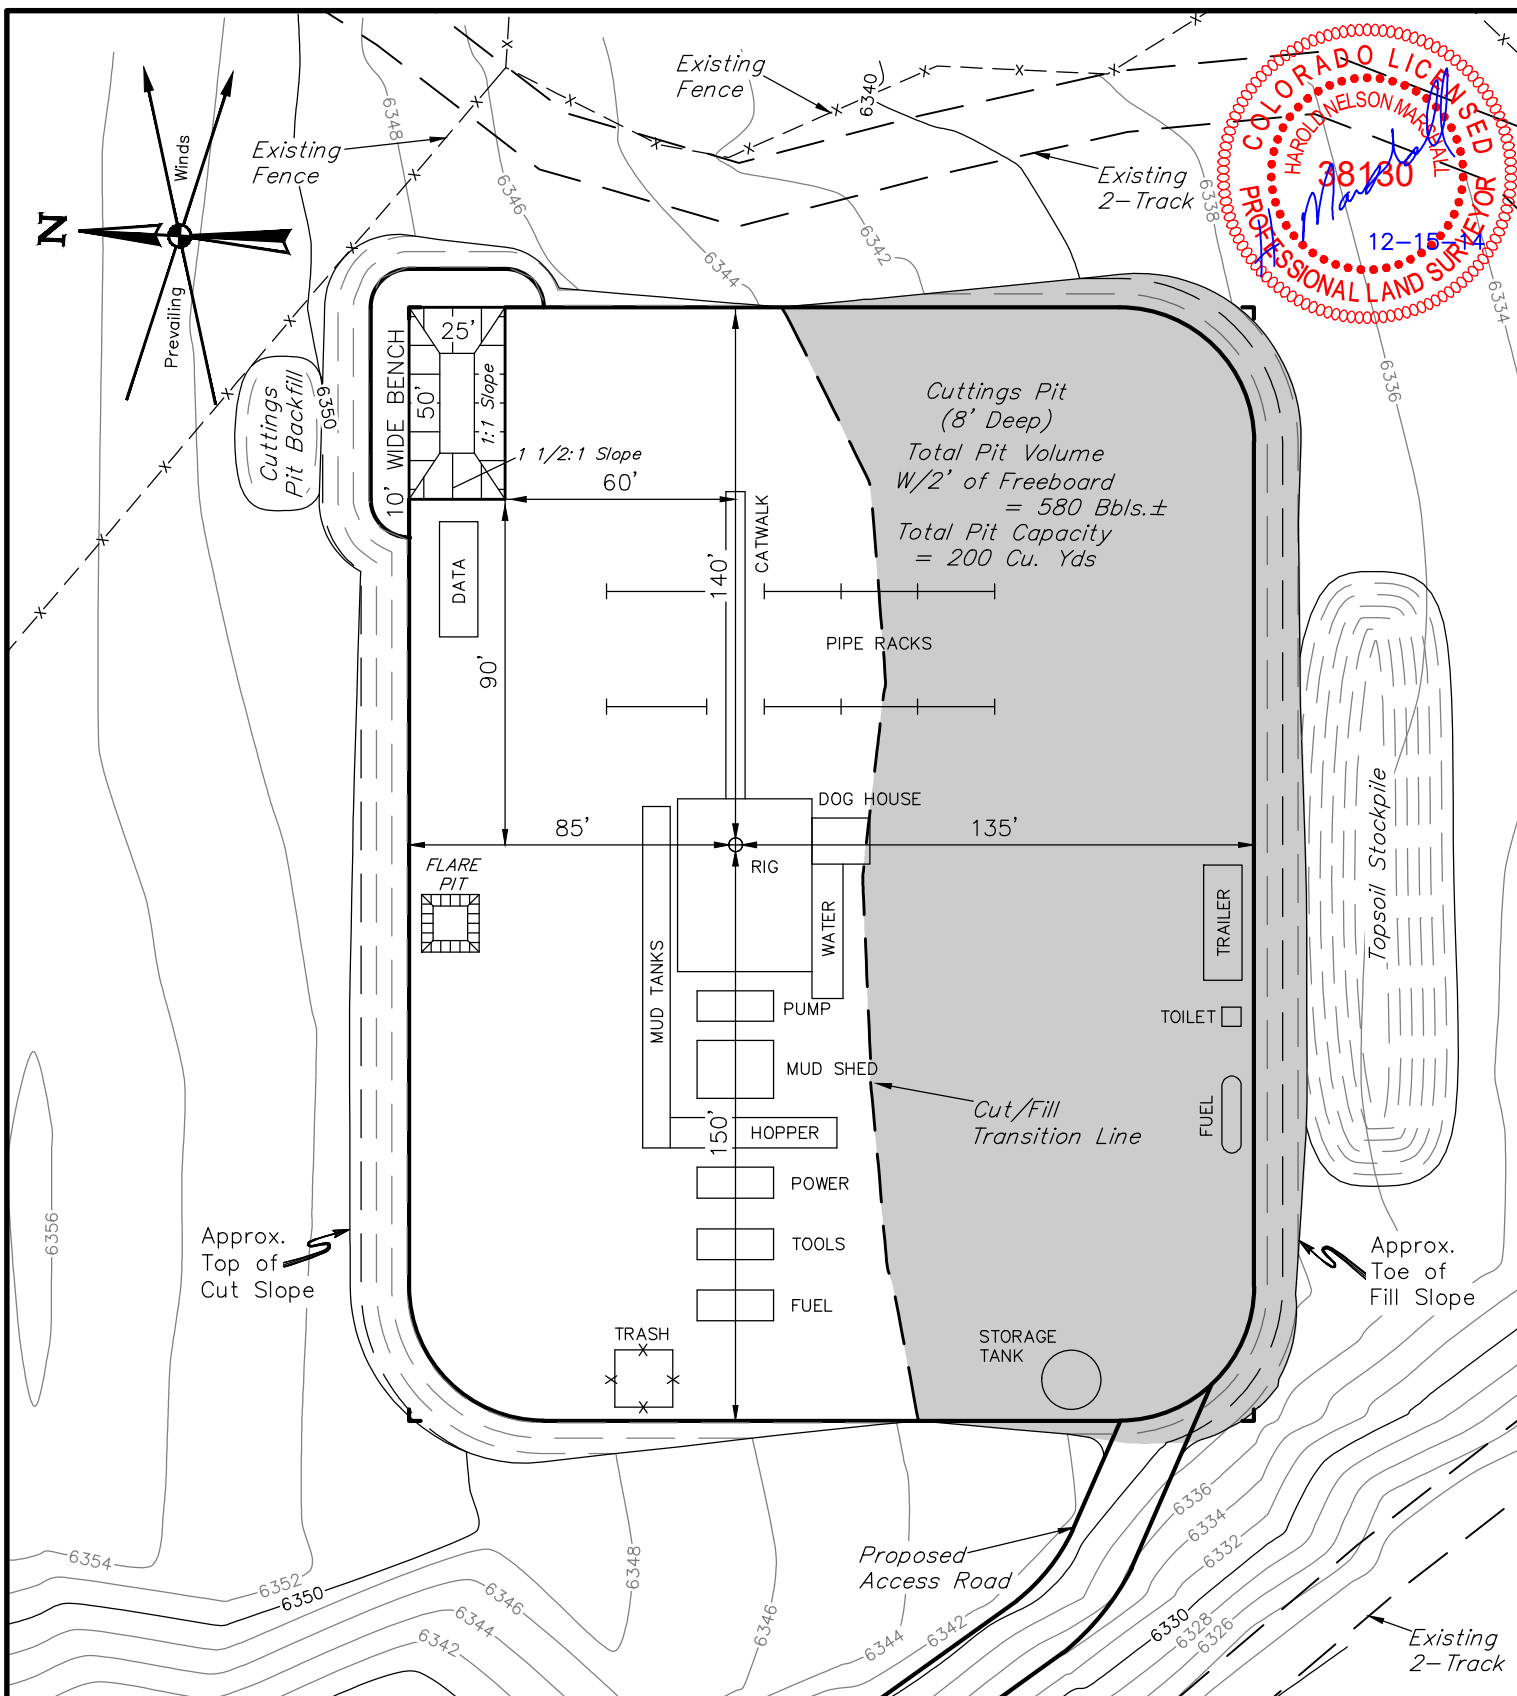 Existing
Fence
6340
6348
Existing
Fence
6346
Winds
N
Prevailing
6344
6342
Existing
2-Track
6338
COLORADO LICENSED
PROFESSIONAL LAND SURVEYOR
HAROLD NELSON MARSHALL
38130
12-15-14
6334
6336
25'
50'
1:1 Slope
10' WIDE BENCH
6350
Cuttings
Pit Backfill
1 1/2:1 Slope
60'
Cuttings Pit
(8' Deep)
Total Pit Volume
W/2' of Freeboard
= 580 Bbls.±
Total Pit Capacity
= 200 Cu. Yds
CATWALK
140'
DATA
90'
PIPE RACKS
DOG HOUSE
85'
135'
RIG
FLARE
PIT
MUD TANKS
WATER
TRAILER
Topsoil Stockpile
PUMP
TOILET
MUD SHED
Cut/Fill
Transition Line
FUEL
150'
HOPPER
POWER
TOOLS
FUEL
TRASH
STORAGE
TANK
6356
Approx.
Top of
Cut Slope
Approx.
Toe of
Fill Slope
6354
6352
6350
6348
6346
6344
6342
6346
6344
6342
Proposed
Access Road
6336
6334
6332
6330
6328
6326
Existing
2-Track